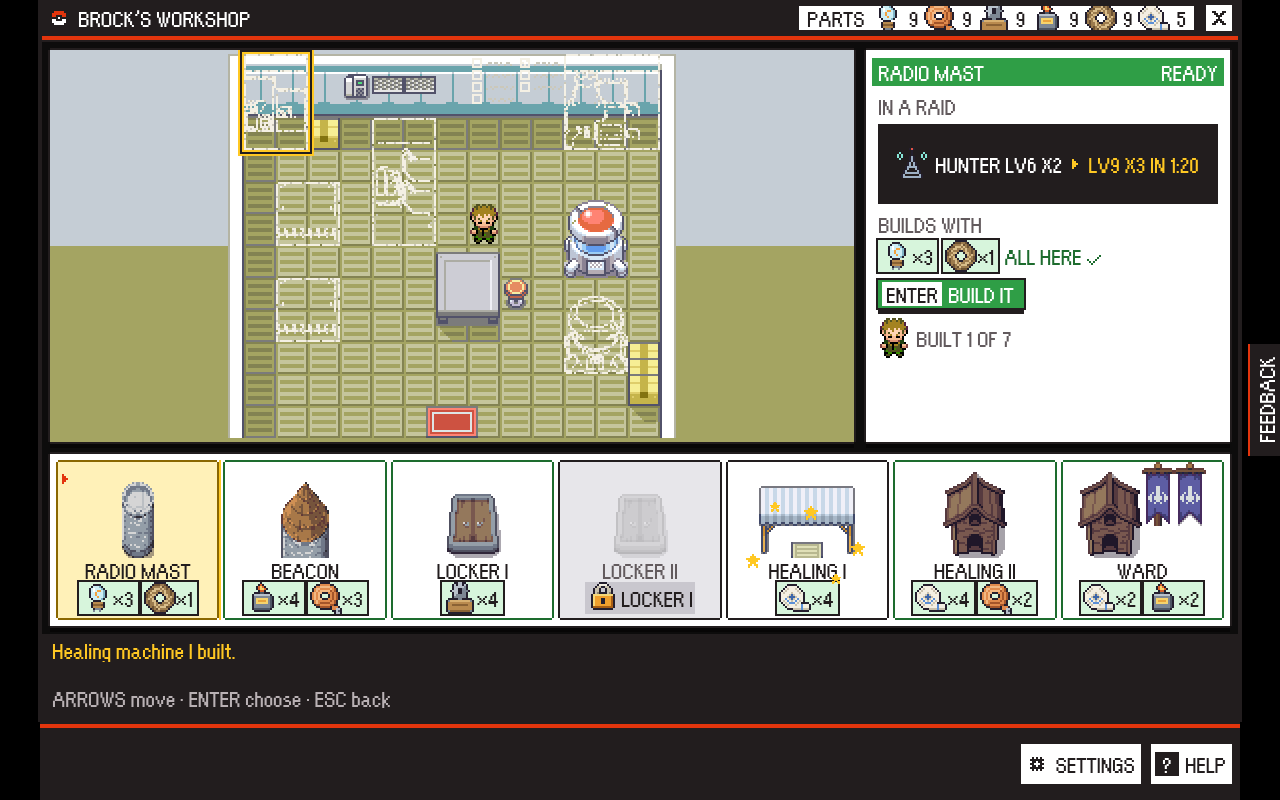 BROCK'S WORKSHOP
PARTS 9 9 9 9 9 5 X
RADIO MAST READY
IN A RAID
HUNTER LV6 X2 ▸ LV9 X3 IN 1:20
BUILDS WITH
×3 ×1 ALL HERE ✓
ENTER BUILD IT
BUILT 1 OF 7
FEEDBACK
RADIO MAST
×3 ×1
BEACON
×4 ×3
LOCKER I
×4
LOCKER II
LOCKER I
HEALING I
×4
HEALING II
×4 ×2
WARD
×2 ×2
Healing machine I built.
ARROWS move · ENTER choose · ESC back
SETTINGS
? HELP